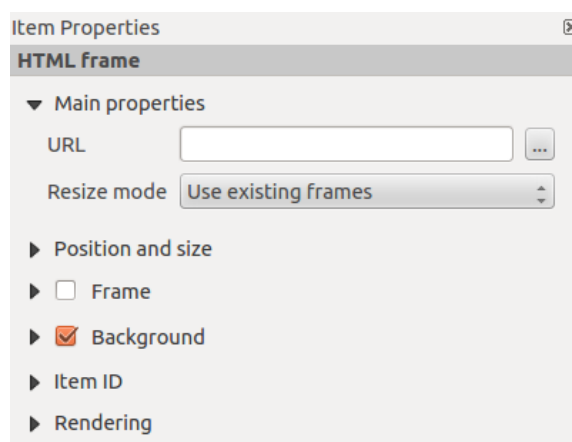 Item Properties
HTML frame
Main properties
URL
...
Resize mode Use existing frames
Position and size
Frame
Background
Item ID
Rendering